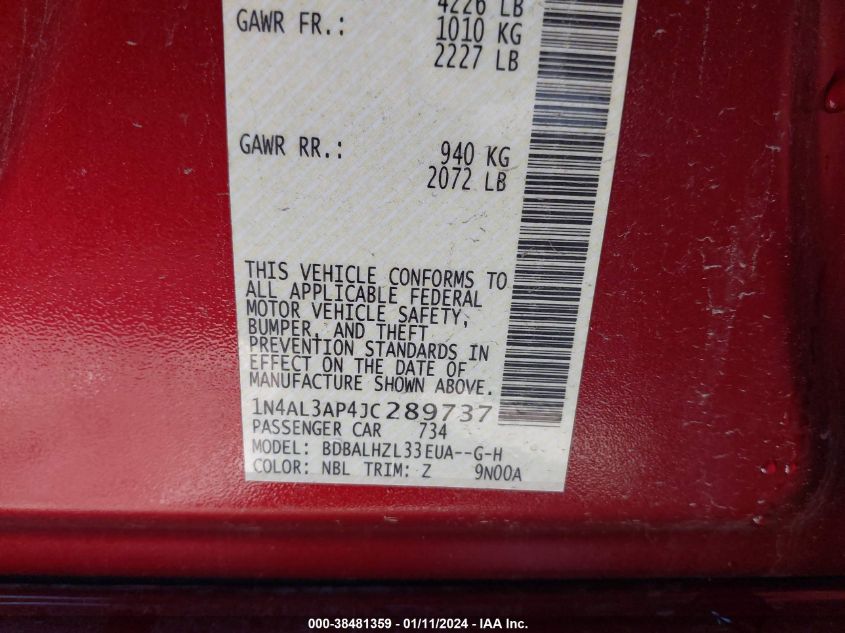 4226 LB
GAWR FR.: 1010 KG
2227 LB
GAWR RR.: 940 KG
2072 LB
THIS VEHICLE CONFORMS TO
ALL APPLICABLE FEDERAL
MOTOR VEHICLE SAFETY,
BUMPER, AND THEFT
PREVENTION STANDARDS IN
EFFECT ON THE DATE OF
MANUFACTURE SHOWN ABOVE.
1N4AL3AP4JC289737
PASSENGER CAR 734
MODEL: BDBALHZL33EUA--G-H
COLOR: NBL TRIM: Z 9N00A
000-38481359 - 01/11/2024 - IAA Inc.